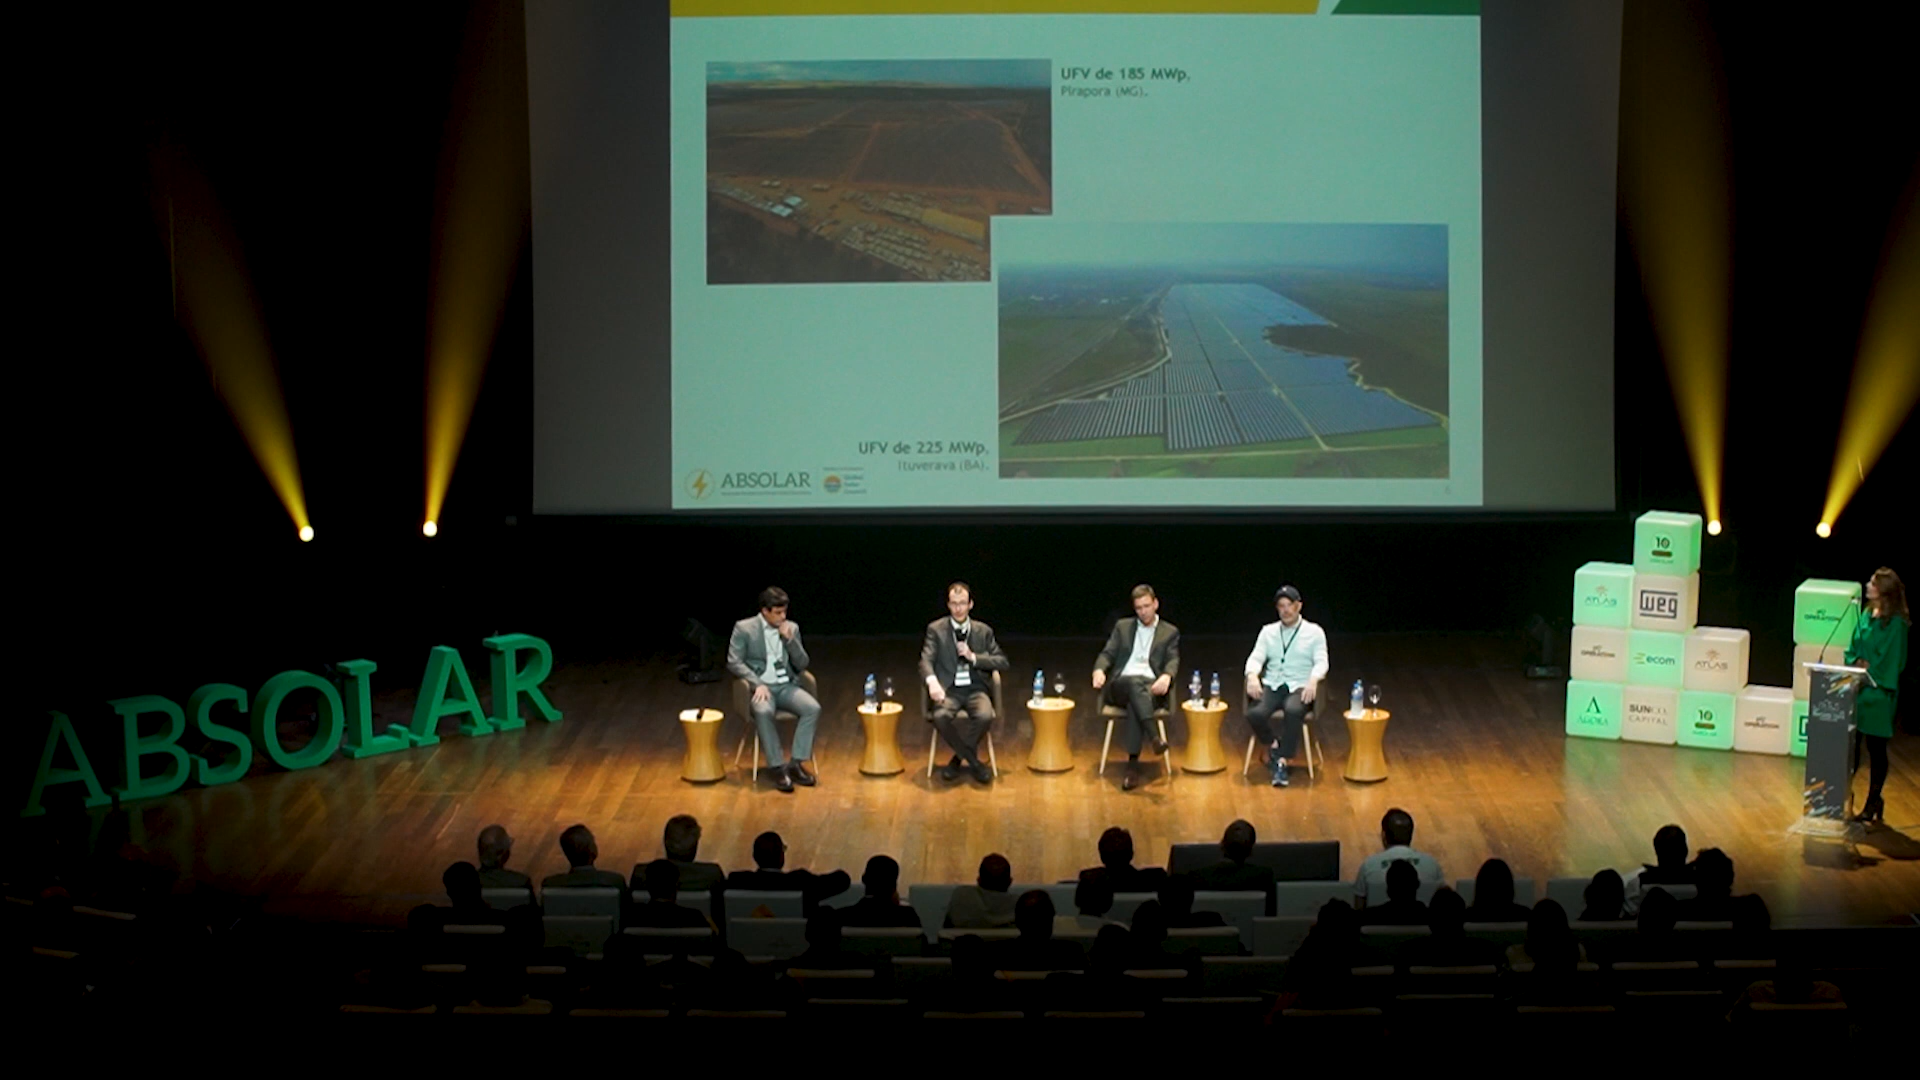 UFV de 185 MWp,
Pirapora (MG).
UFV de 225 MWp,
Ituverava (BA).
ABSOLAR
ABSOLAR
10
ATLAS
weg
ecom
ATLAS
AGORA
SUN
CAPITAL
10